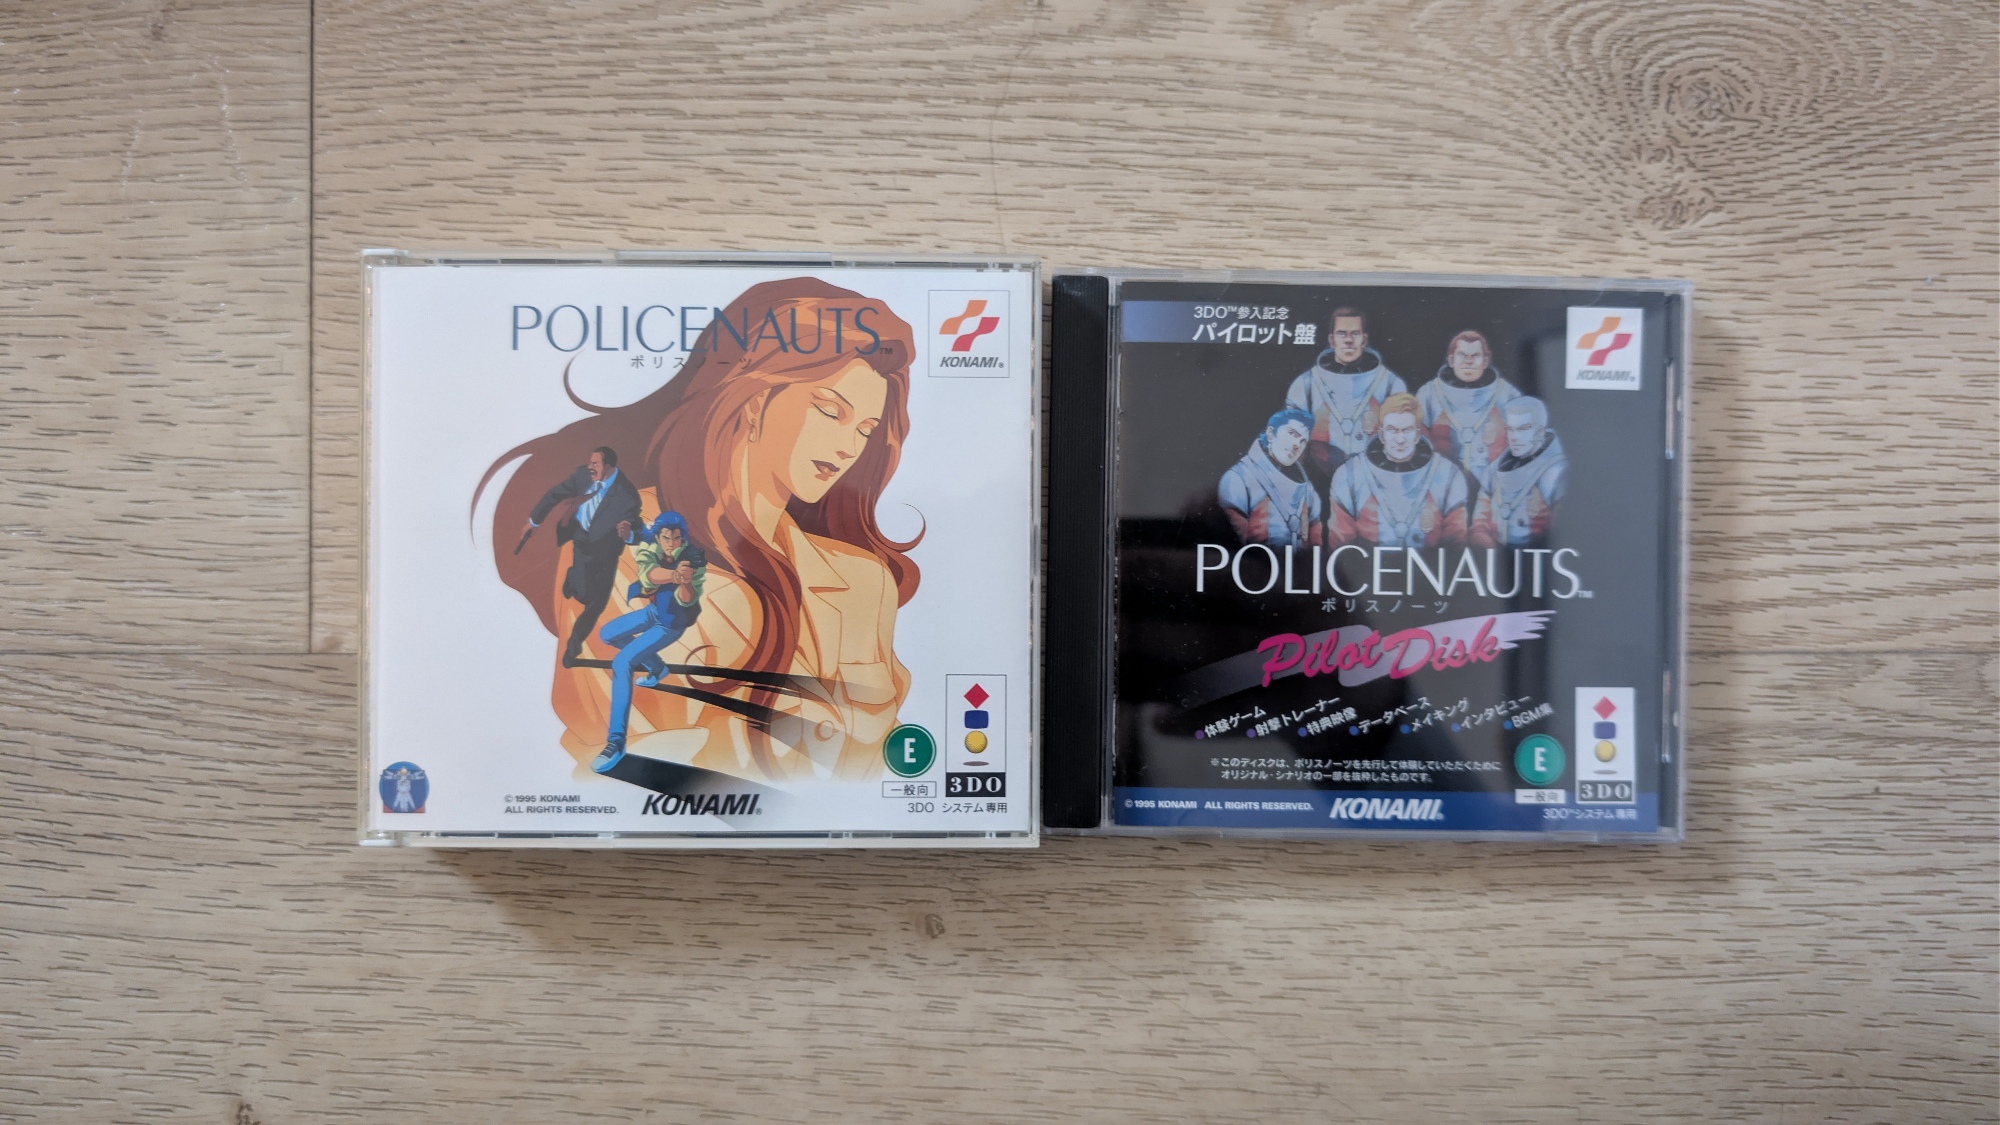 POLICENAUTS™
ポリスノーツ
KONAMI®
E
一般向
3DO
3DO システム専用
©1995 KONAMI
ALL RIGHTS RESERVED.
KONAMI®
3DO™参入記念
パイロット盤
KONAMI®
POLICENAUTS™
ポリスノーツ
Pilot Disk
●体験ゲーム
●射撃トレーナー
●特典映像
●データベース
●メイキング
●インタビュー
●BGM集
※このディスクは、ポリスノーツを先行して体験していただくために
オリジナル・シナリオの一部を抜粋したものです。
E
一般向
3DO
3DO™システム専用
©1995 KONAMI ALL RIGHTS RESERVED.
KONAMI®